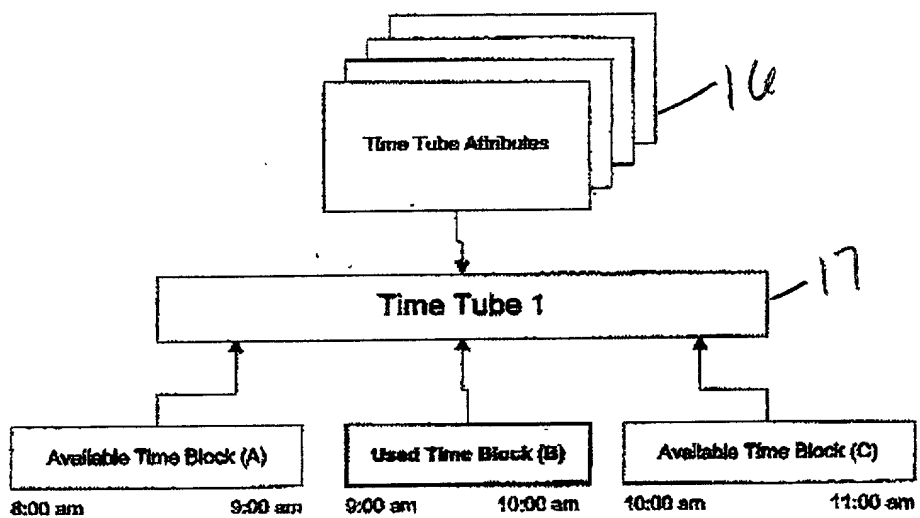 16
Time Tube Attributes
17
Time Tube 1
Available Time Block (A)
Used Time Block (B)
Available Time Block (C)
8:00 am 9:00 am 9:00 am 10:00 am 10:00 am 11:00 am